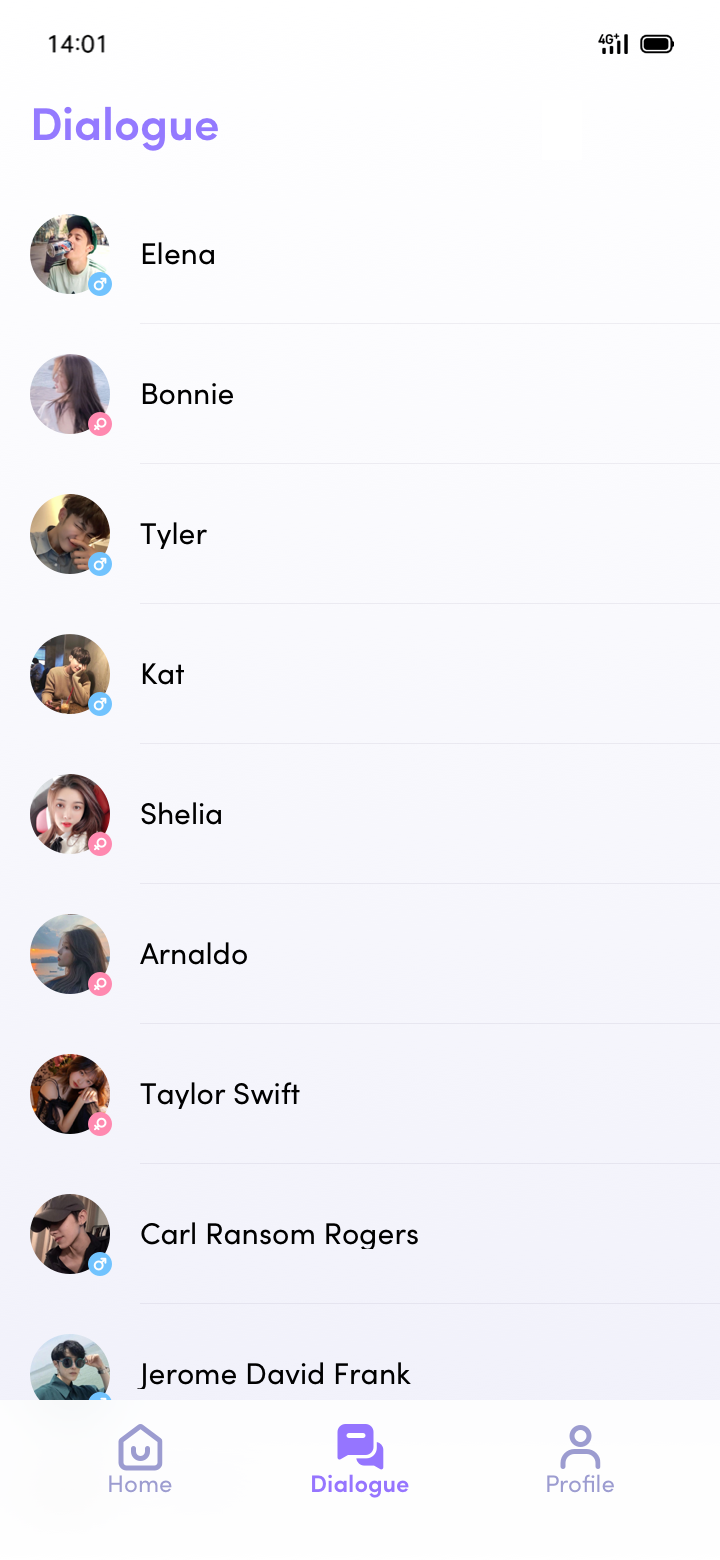 14:01
4G+
Dialogue
Elena
Bonnie
Tyler
Kat
Shelia
Arnaldo
Taylor Swift
Carl Ransom Rogers
Jerome David Frank
Home
Dialogue
Profile